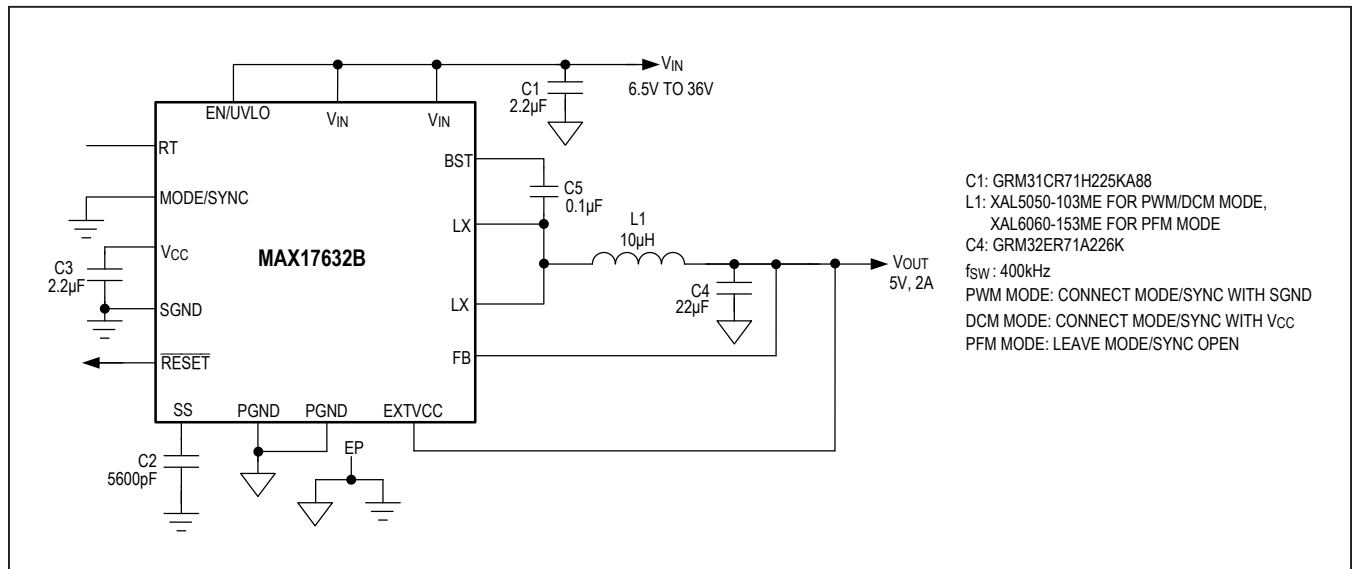 VIN
6.5V TO 36V
C1
2.2µF
EN/UVLO
VIN
VIN
RT
BST
C5
0.1µF
MODE/SYNC
LX
L1
10µH
VCC
MAX17632B
C3
2.2µF
VOUT
5V, 2A
C4
22µF
SGND
LX
RESET
FB
SS
PGND
PGND
EXTVCC
EP
C2
5600pF
C1: GRM31CR71H225KA88
L1: XAL5050-103ME FOR PWM/DCM MODE,
XAL6060-153ME FOR PFM MODE
C4: GRM32ER71A226K
fSW : 400kHz
PWM MODE: CONNECT MODE/SYNC WITH SGND
DCM MODE: CONNECT MODE/SYNC WITH VCC
PFM MODE: LEAVE MODE/SYNC OPEN